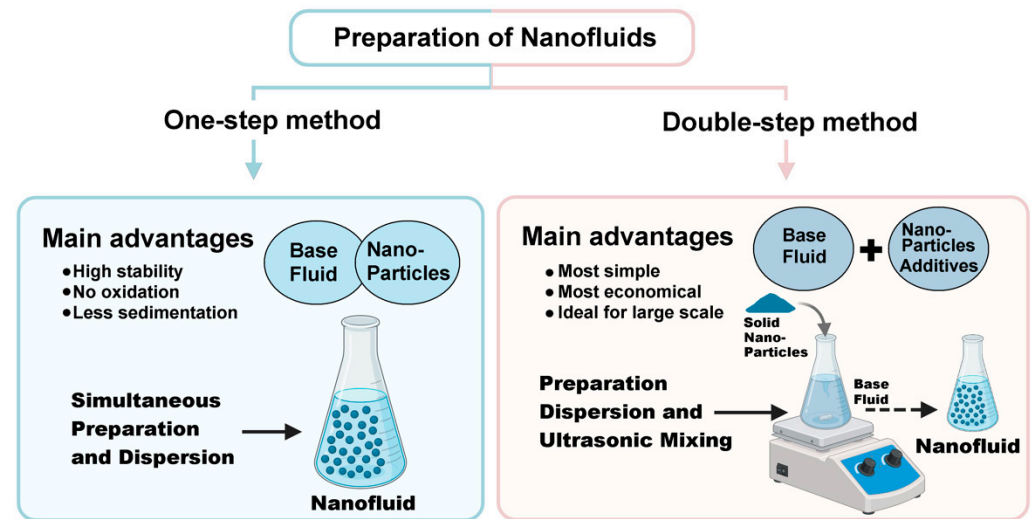 Preparation of Nanofluids
One-step method
Double-step method
Main advantages
●High stability
●No oxidation
●Less sedimentation
Base
Fluid
Nano-
Particles
Simultaneous
Preparation
and Dispersion
Nanofluid
Main advantages
●Most simple
●Most economical
●Ideal for large scale
Base
Fluid
+
Nano-
Particles
Additives
Solid
Nano-
Particles
Preparation
Dispersion and
Ultrasonic Mixing
Base
Fluid
Nanofluid